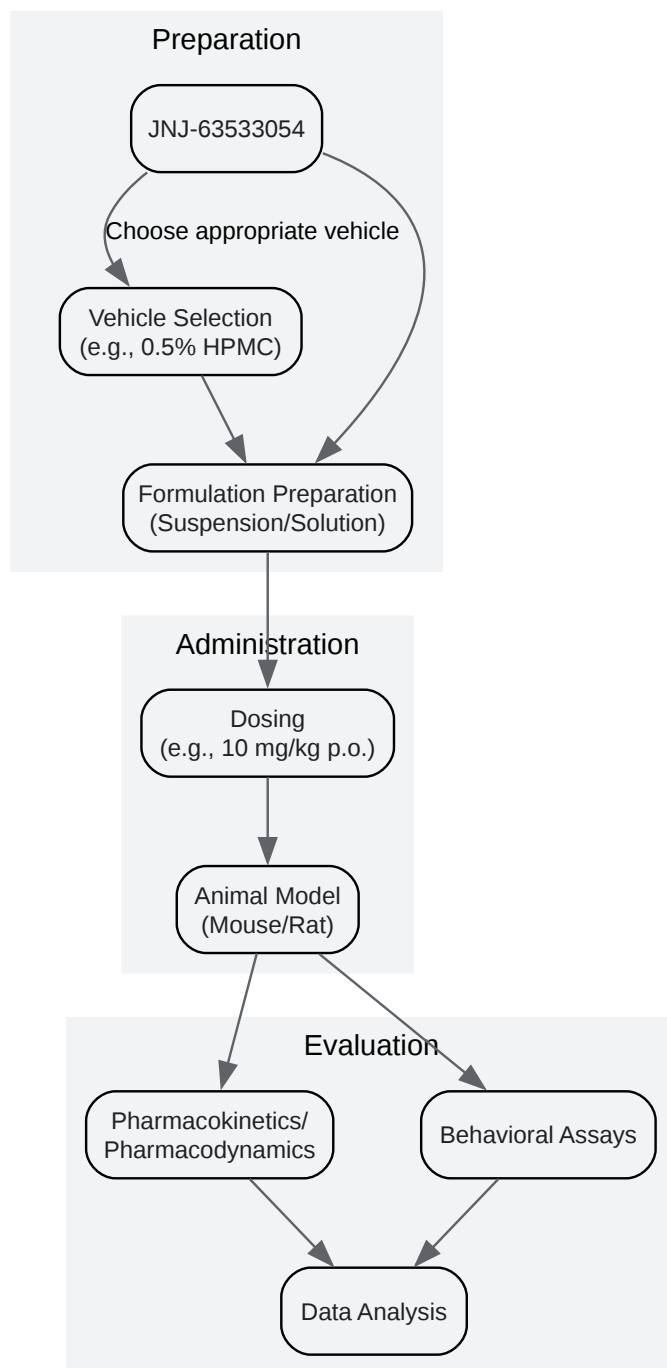 Preparation
JNJ-63533054
Choose appropriate vehicle
Vehicle Selection
(e.g., 0.5% HPMC)
Formulation Preparation
(Suspension/Solution)
Administration
Dosing
(e.g., 10 mg/kg p.o.)
Animal Model
(Mouse/Rat)
Evaluation
Pharmacokinetics/
Pharmacodynamics
Behavioral Assays
Data Analysis